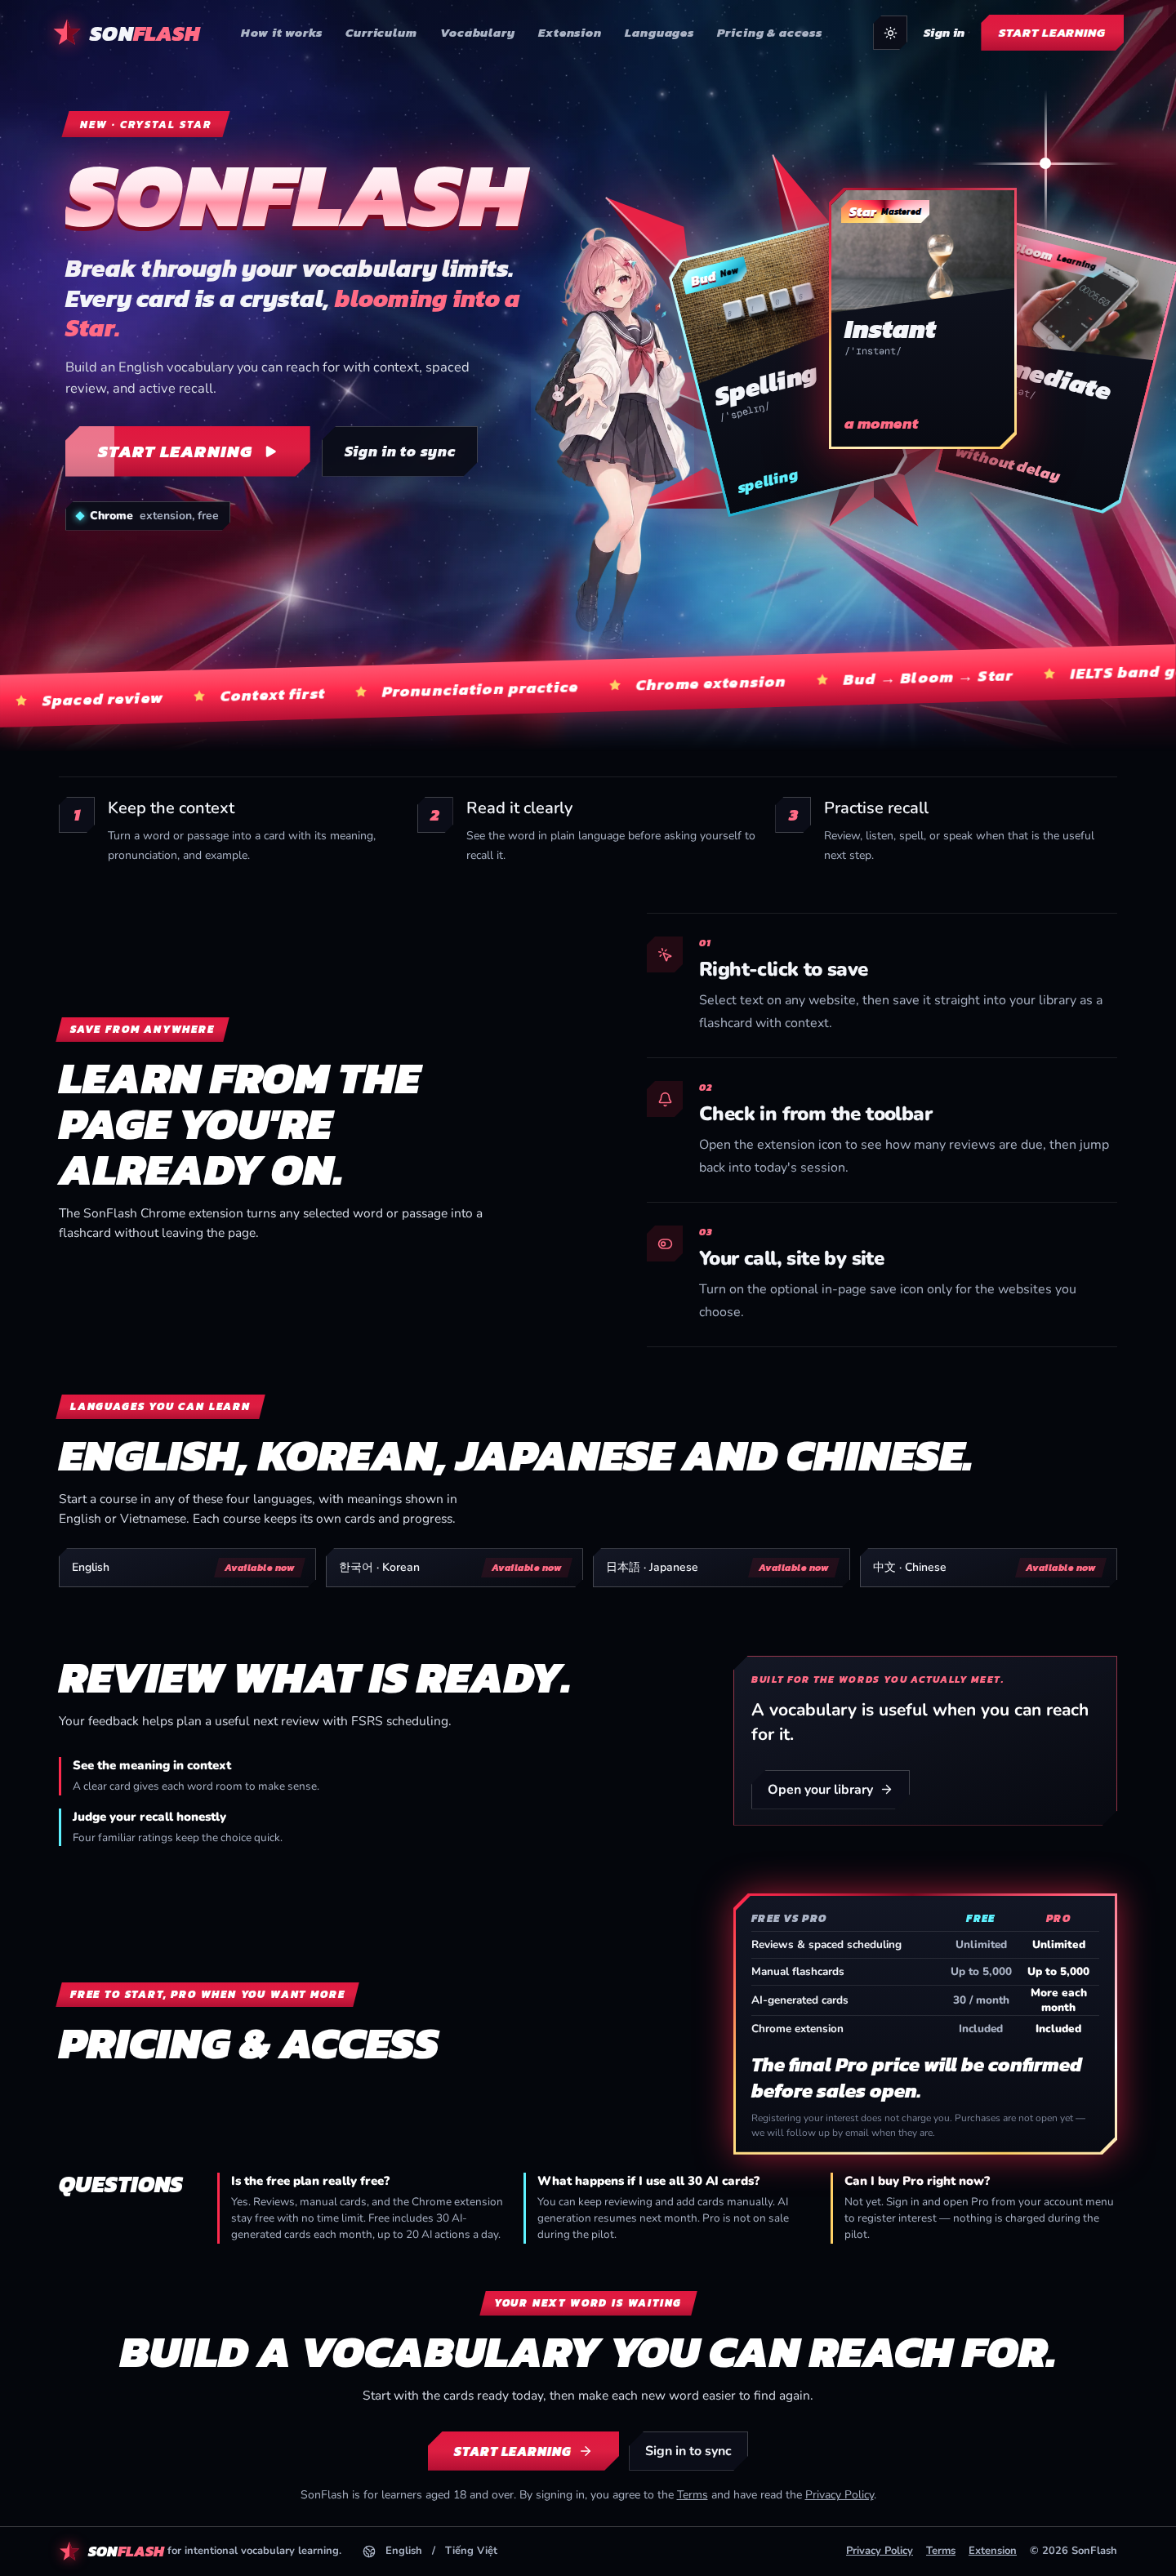 SONFLASH
How it works
Curriculum
Vocabulary
Extension
Languages
Pricing & access
Sign in
START LEARNING
NEW · CRYSTAL STAR
SONFLASH
Break through your vocabulary limits.
Every card is a crystal, blooming into a
Star.
Build an English vocabulary you can reach for with context, spaced
review, and active recall.
START LEARNING
Sign in to sync
Chrome extension, free
Bud New
Spelling
/ˈspelɪŋ/
spelling
Star Mastered
Instant
/ˈɪnstənt/
a moment
Bloom Learning
mediate
without delay
Spaced review
Context first
Pronunciation practice
Chrome extension
Bud → Bloom → Star
IELTS band g
1
Keep the context
Turn a word or passage into a card with its meaning,
pronunciation, and example.
2
Read it clearly
See the word in plain language before asking yourself to
recall it.
3
Practise recall
Review, listen, spell, or speak when that is the useful
next step.
SAVE FROM ANYWHERE
LEARN FROM THE
PAGE YOU'RE
ALREADY ON.
The SonFlash Chrome extension turns any selected word or passage into a
flashcard without leaving the page.
01
Right-click to save
Select text on any website, then save it straight into your library as a
flashcard with context.
02
Check in from the toolbar
Open the extension icon to see how many reviews are due, then jump
back into today's session.
03
Your call, site by site
Turn on the optional in-page save icon only for the websites you
choose.
LANGUAGES YOU CAN LEARN
ENGLISH, KOREAN, JAPANESE AND CHINESE.
Start a course in any of these four languages, with meanings shown in
English or Vietnamese. Each course keeps its own cards and progress.
English Available now
한국어 · Korean Available now
日本語 · Japanese Available now
中文 · Chinese Available now
REVIEW WHAT IS READY.
Your feedback helps plan a useful next review with FSRS scheduling.
See the meaning in context
A clear card gives each word room to make sense.
Judge your recall honestly
Four familiar ratings keep the choice quick.
BUILT FOR THE WORDS YOU ACTUALLY MEET.
A vocabulary is useful when you can reach
for it.
Open your library
FREE TO START, PRO WHEN YOU WANT MORE
PRICING & ACCESS
FREE VS PRO FREE PRO
Reviews & spaced scheduling Unlimited Unlimited
Manual flashcards Up to 5,000 Up to 5,000
AI-generated cards 30 / month More each month
Chrome extension Included Included
The final Pro price will be confirmed
before sales open.
Registering your interest does not charge you. Purchases are not open yet —
we will follow up by email when they are.
QUESTIONS
Is the free plan really free?
Yes. Reviews, manual cards, and the Chrome extension
stay free with no time limit. Free includes 30 AI-
generated cards each month, up to 20 AI actions a day.
What happens if I use all 30 AI cards?
You can keep reviewing and add cards manually. AI
generation resumes next month. Pro is not on sale
during the pilot.
Can I buy Pro right now?
Not yet. Sign in and open Pro from your account menu
to register interest — nothing is charged during the
pilot.
YOUR NEXT WORD IS WAITING
BUILD A VOCABULARY YOU CAN REACH FOR.
Start with the cards ready today, then make each new word easier to find again.
START LEARNING
Sign in to sync
SonFlash is for learners aged 18 and over. By signing in, you agree to the Terms and have read the Privacy Policy.
SONFLASH for intentional vocabulary learning.
English / Tiếng Việt
Privacy Policy
Terms
Extension
© 2026 SonFlash